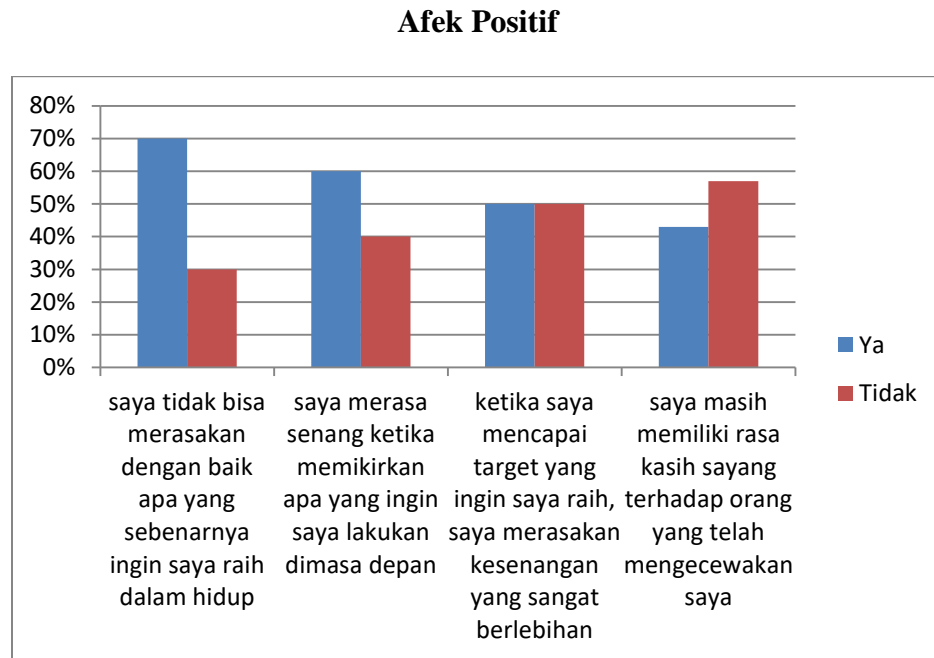 Afek Positif
80%
70%
60%
50%
40%
30%
20%
10%
0%
saya tidak bisa
merasakan
dengan baik
apa yang
sebenarnya
ingin saya raih
dalam hidup
saya merasa
senang ketika
memikirkan
apa yang ingin
saya lakukan
dimasa depan
ketika saya
mencapai
target yang
ingin saya raih,
saya merasakan
kesenangan
yang sangat
berlebihan
saya masih
memiliki rasa
kasih sayang
terhadap orang
yang telah
mengecewakan
saya
Ya
Tidak